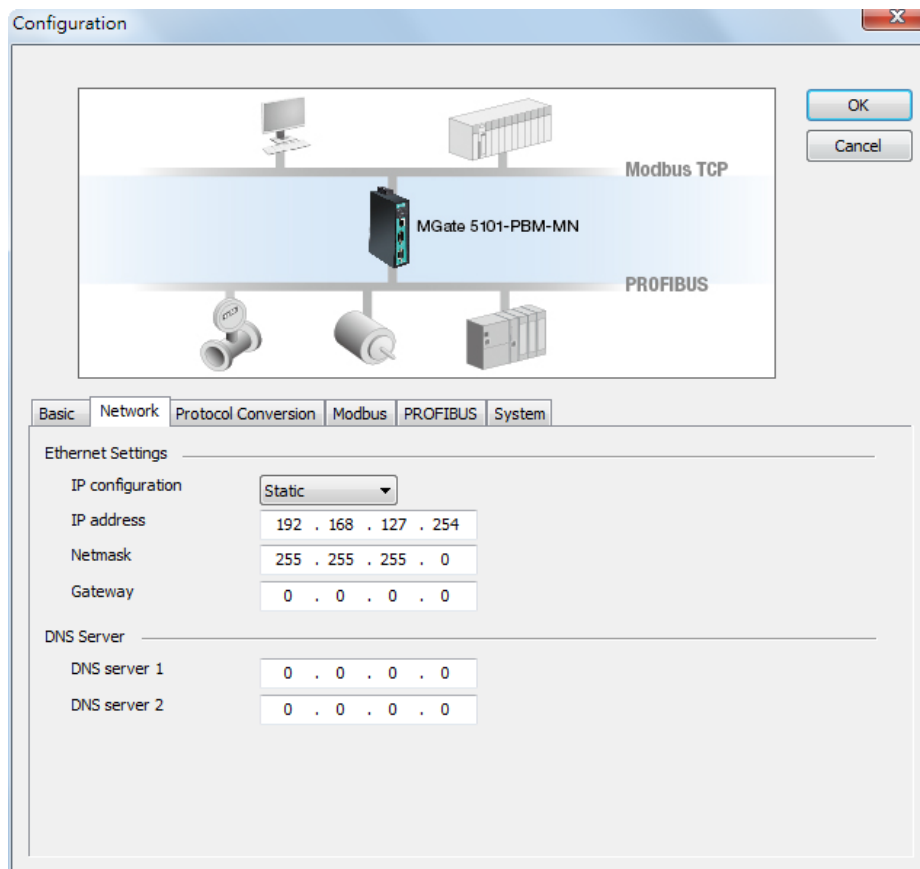 Configuration
OK
Cancel
Modbus TCP
MGate 5101-PBM-MN
PROFIBUS
Basic Network Protocol Conversion Modbus PROFIBUS System
Ethernet Settings
IP configuration Static
IP address 192 . 168 . 127 . 254
Netmask 255 . 255 . 255 . 0
Gateway 0 . 0 . 0 . 0
DNS Server
DNS server 1 0 . 0 . 0 . 0
DNS server 2 0 . 0 . 0 . 0